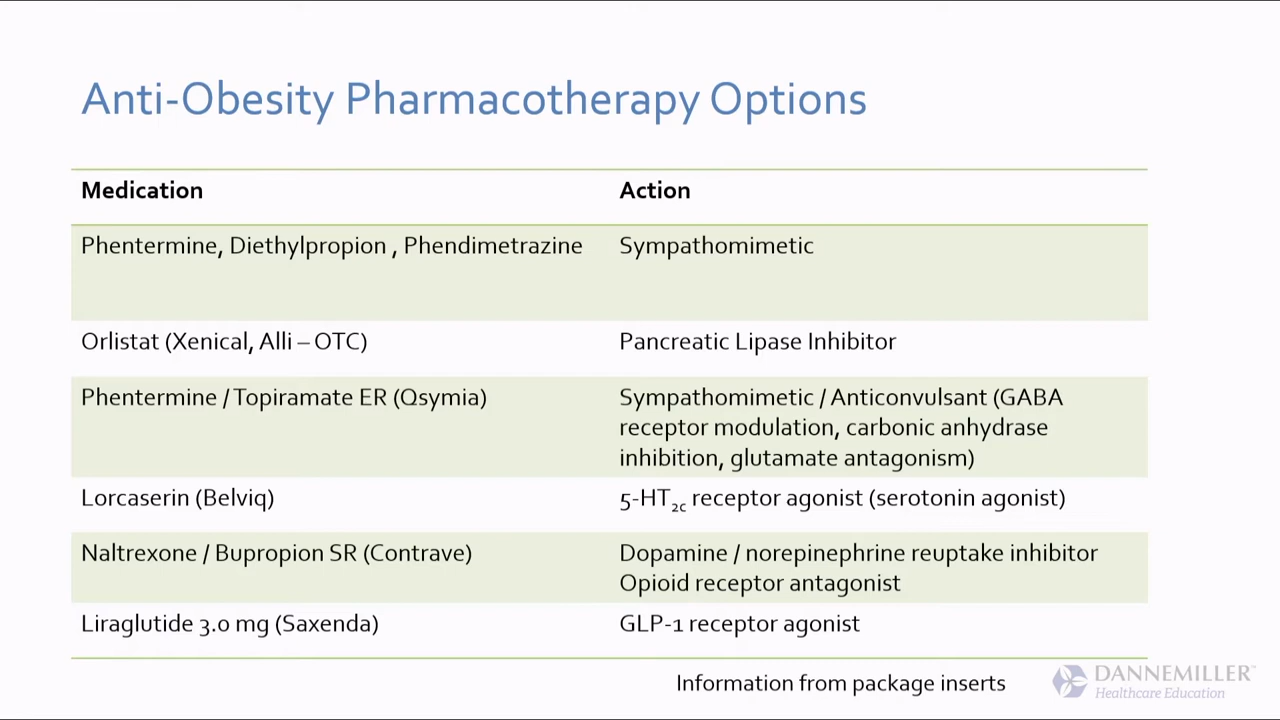 Anti-Obesity Pharmacotherapy Options
Medication Action
Phentermine, Diethylpropion , Phendimetrazine Sympathomimetic
Orlistat (Xenical, Alli – OTC) Pancreatic Lipase Inhibitor
Phentermine / Topiramate ER (Qsymia) Sympathomimetic / Anticonvulsant (GABA
receptor modulation, carbonic anhydrase
inhibition, glutamate antagonism)
Lorcaserin (Belviq) 5-HT2c receptor agonist (serotonin agonist)
Naltrexone / Bupropion SR (Contrave) Dopamine / norepinephrine reuptake inhibitor
Opioid receptor antagonist
Liraglutide 3.0 mg (Saxenda) GLP-1 receptor agonist
Information from package inserts
DANNEMILLER™
Healthcare Education